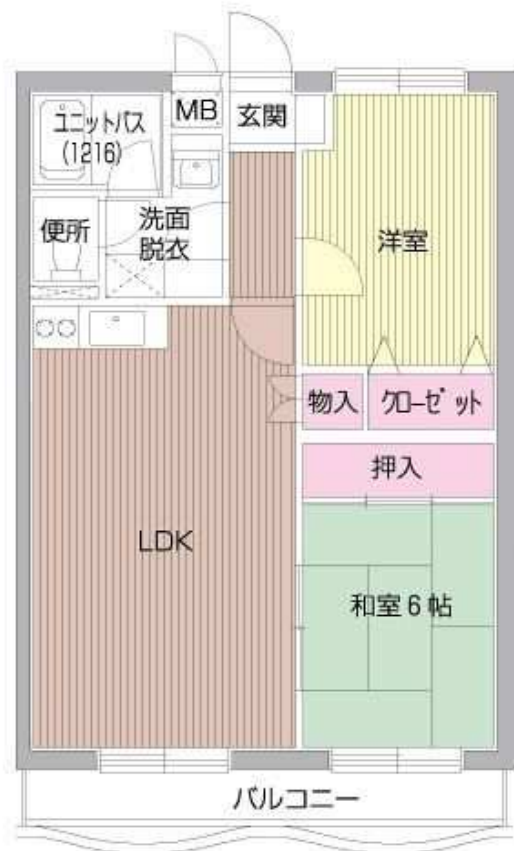 MB
玄関
ユニットバス
(1216)
便所
洗面
脱衣
洋室
物入
クローゼット
押入
LDK
和室6帖
バルコニー